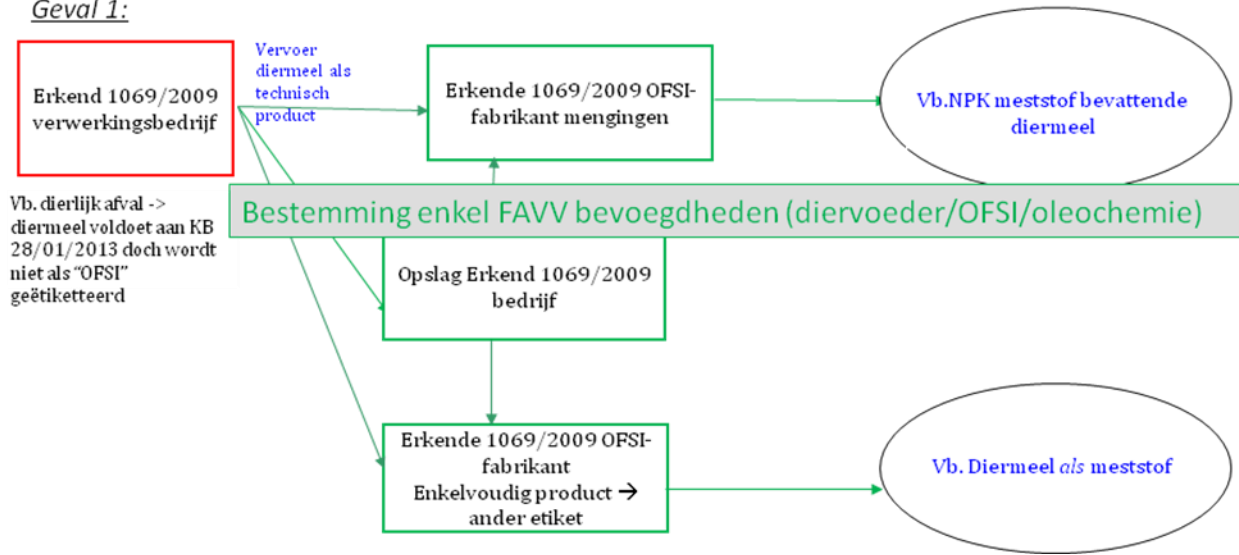 Geval 1:
Erkend 1069/2009
verwerkingsbedrijf
Vervoer
diermeel als
technisch
product
Erkende 1069/2009 OFSI-
fabrikant mengingen
Vb.NPK meststof bevattende
diermeel
Vb. dierlijk afval ->
diermeel voldoet aan KB
28/01/2013 doch wordt
niet als “OFSI”
geëtiketteerd
Bestemming enkel FAVV bevoegdheden (diervoeder/OFSI/oleochemie)
Opslag Erkend 1069/2009
bedrijf
Erkende 1069/2009 OFSI-
fabrikant
Enkelvoudig product →
ander etiket
Vb. Diermeel als meststof